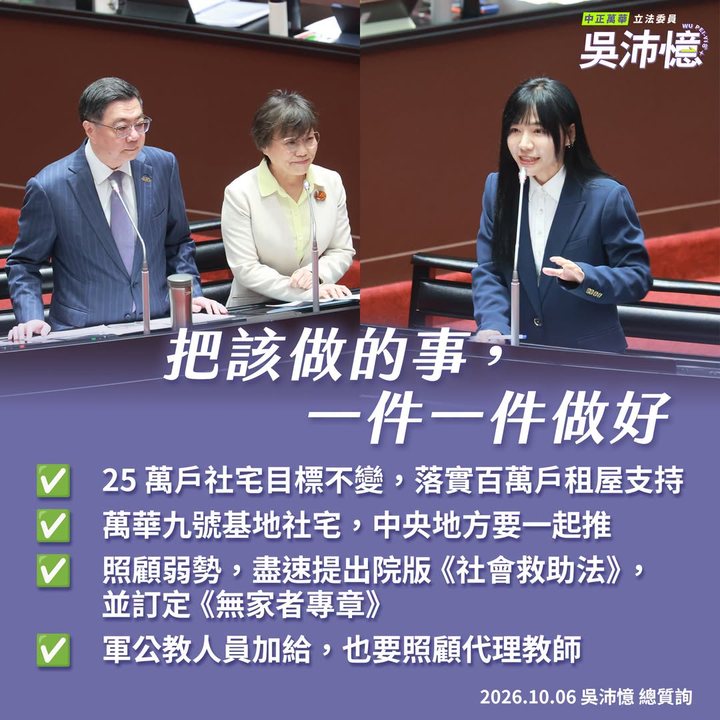 中正萬華 立法委員
吳沛憶
WU PEI-YI
把該做的事，
一件一件做好
25 萬戶社宅目標不變，落實百萬戶租屋支持
萬華九號基地社宅，中央地方要一起推
照顧弱勢，盡速提出院版《社會救助法》，
並訂定《無家者專章》
軍公教人員加給，也要照顧代理教師
2026.10.06 吳沛憶 總質詢